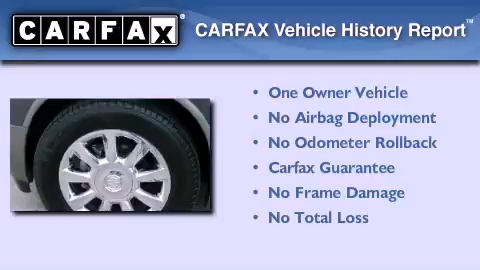 CARFAX®
CARFAX Vehicle History Report™
• One Owner Vehicle
• No Airbag Deployment
• No Odometer Rollback
• Carfax Guarantee
• No Frame Damage
• No Total Loss